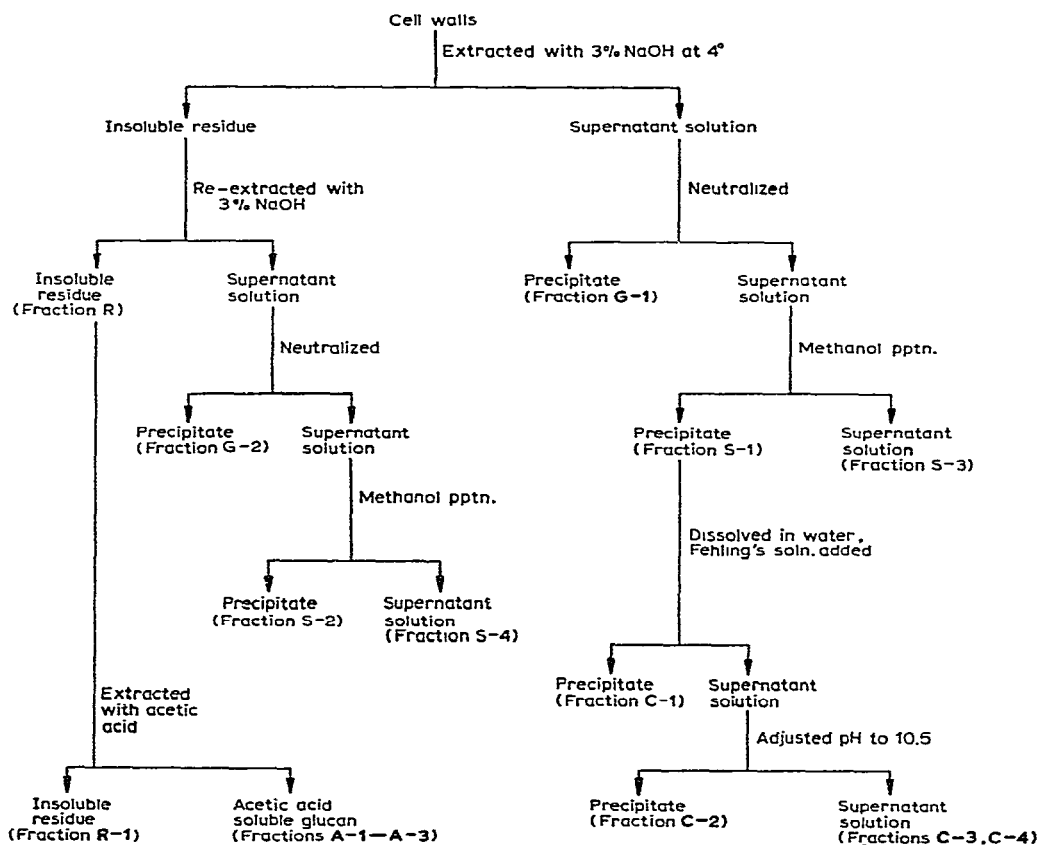 Cell walls
Extracted with 3% NaOH at 4°
Insoluble residue
Supernatant solution
Re-extracted with
3% NaOH
Neutralized
Insoluble
residue
(Fraction R)
Supernatant
solution
Precipitate
(Fraction G-1)
Supernatant
solution
Neutralized
Methanol pptn.
Precipitate
(Fraction G-2)
Supernatant
solution
Precipitate
(Fraction S-1)
Supernatant
solution
(Fraction S-3)
Methanol pptn.
Dissolved in water,
Fehling's soln. added
Precipitate
(Fraction S-2)
Supernatant
solution
(Fraction S-4)
Precipitate
(Fraction C-1)
Supernatant
solution
Extracted
with acetic
acid
Adjusted pH to 10.5
Insoluble
residue
(Fraction R-1)
Acetic acid
soluble glucan
(Fractions A-1—A-3)
Precipitate
(Fraction C-2)
Supernatant
solution
(Fractions C-3, C-4)